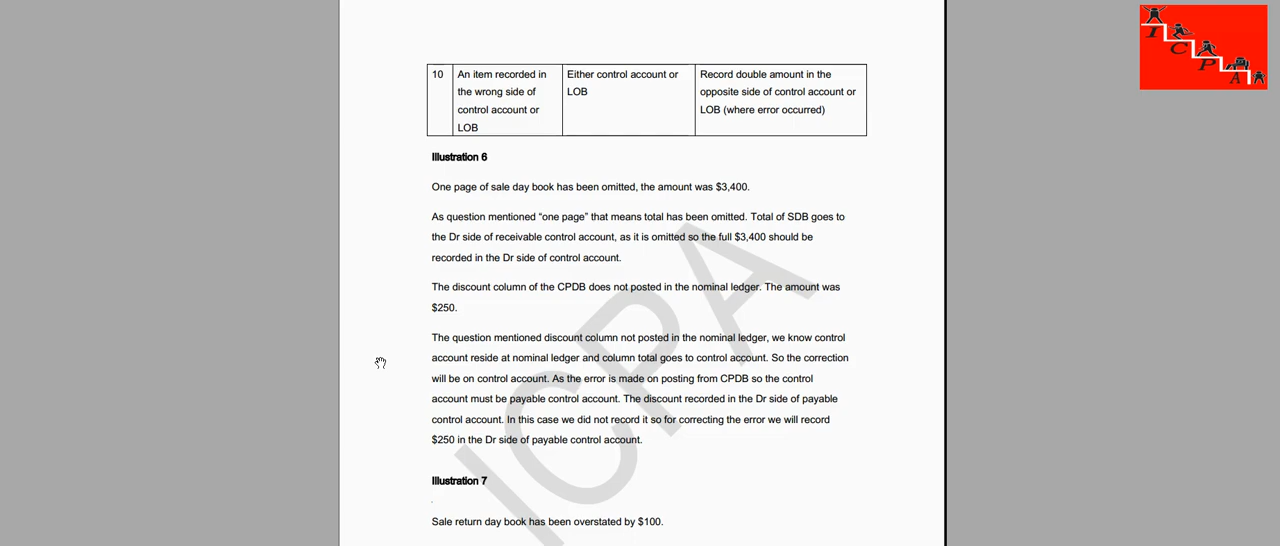 I C P A
10 An item recorded in the wrong side of control account or LOB
Either control account or LOB
Record double amount in the opposite side of control account or LOB (where error occurred)
Illustration 6
One page of sale day book has been omitted, the amount was $3,400.
As question mentioned “one page” that means total has been omitted. Total of SDB goes to
the Dr side of receivable control account, as it is omitted so the full $3,400 should be
recorded in the Dr side of control account.
The discount column of the CPDB does not posted in the nominal ledger. The amount was
$250.
The question mentioned discount column not posted in the nominal ledger, we know control
account reside at nominal ledger and column total goes to control account. So the correction
will be on control account. As the error is made on posting from CPDB so the control
account must be payable control account. The discount recorded in the Dr side of payable
control account. In this case we did not record it so for correcting the error we will record
$250 in the Dr side of payable control account.
Illustration 7
Sale return day book has been overstated by $100.
ICPA